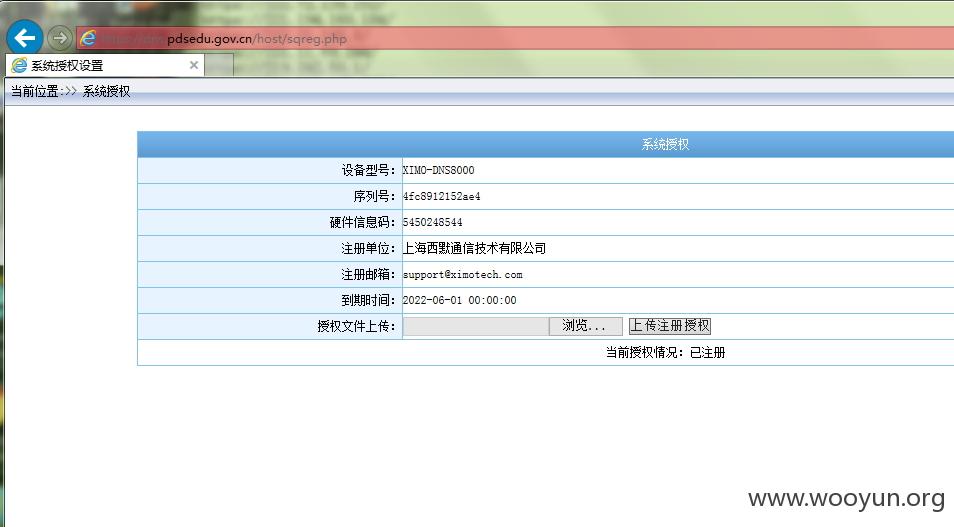 pdsedu.gov.cn/host/sqreg.php
系统授权设置
当前位置:>> 系统授权
系统授权
设备型号: XIMO-DNS8000
序列号: 4fc8912152ae4
硬件信息码: 5450248544
注册单位: 上海西默通信技术有限公司
注册邮箱: support@ximotech.com
到期时间: 2022-06-01 00:00:00
授权文件上传: 浏览... 上传注册授权
当前授权情况: 已注册
www.wooyun.org